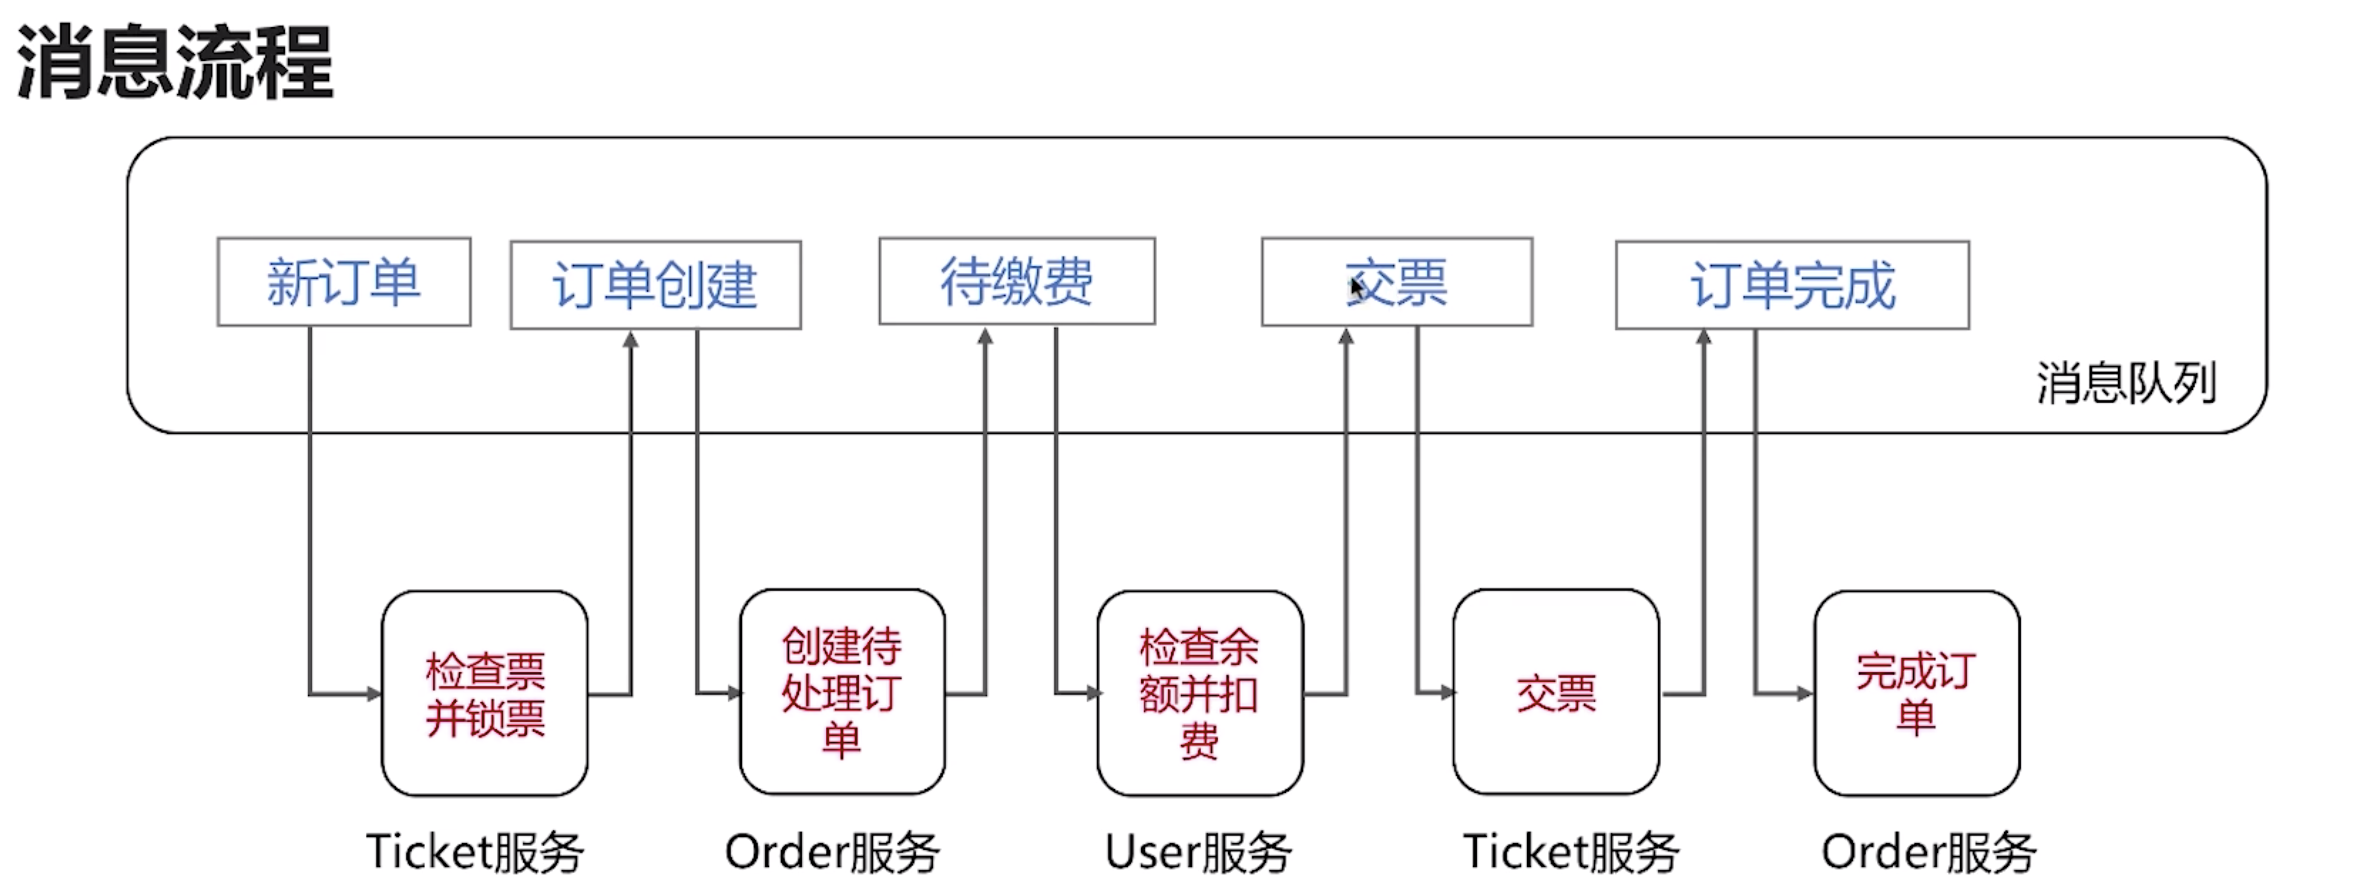 消息流程
新订单
订单创建
待缴费
交票
订单完成
消息队列
检查票
并锁票
创建待
处理订
单
检查余
额并扣
费
交票
完成订
单
Ticket服务
Order服务
User服务
Ticket服务
Order服务